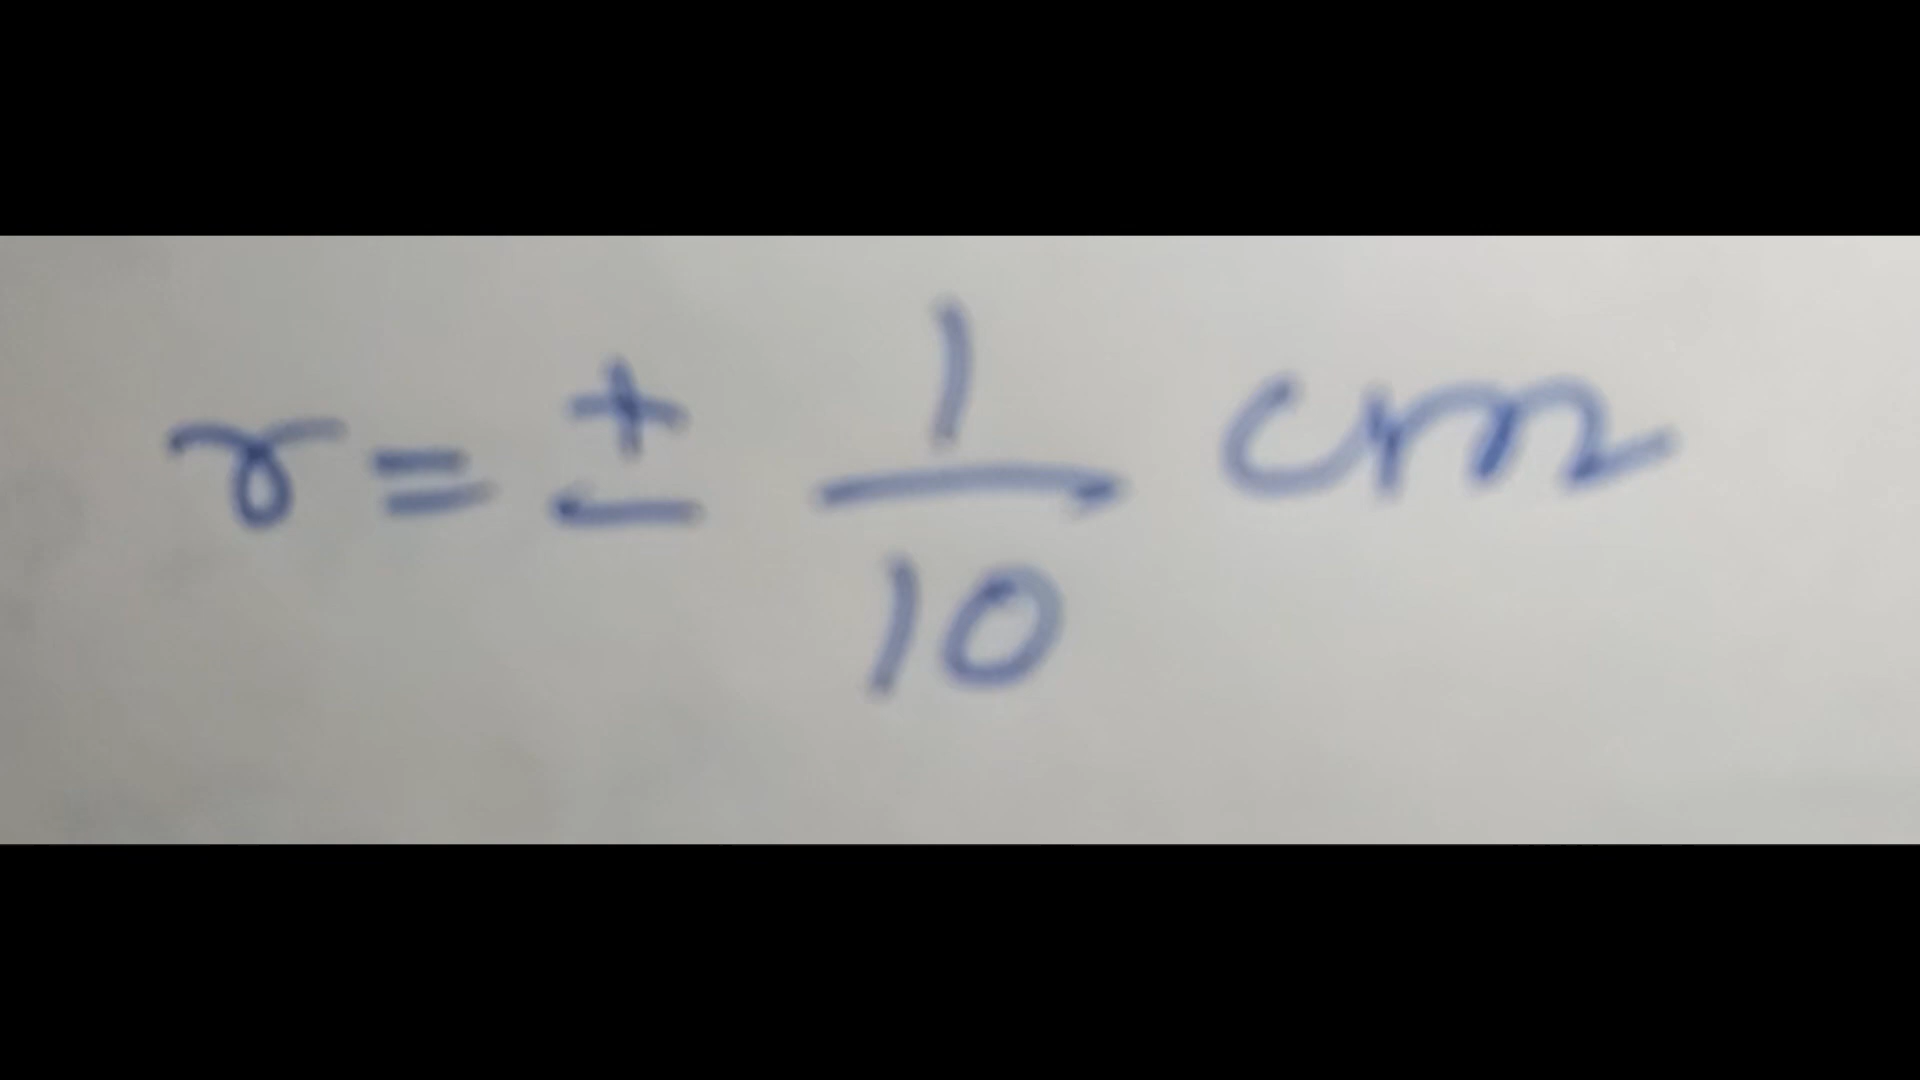 r = ± 1/10 cm